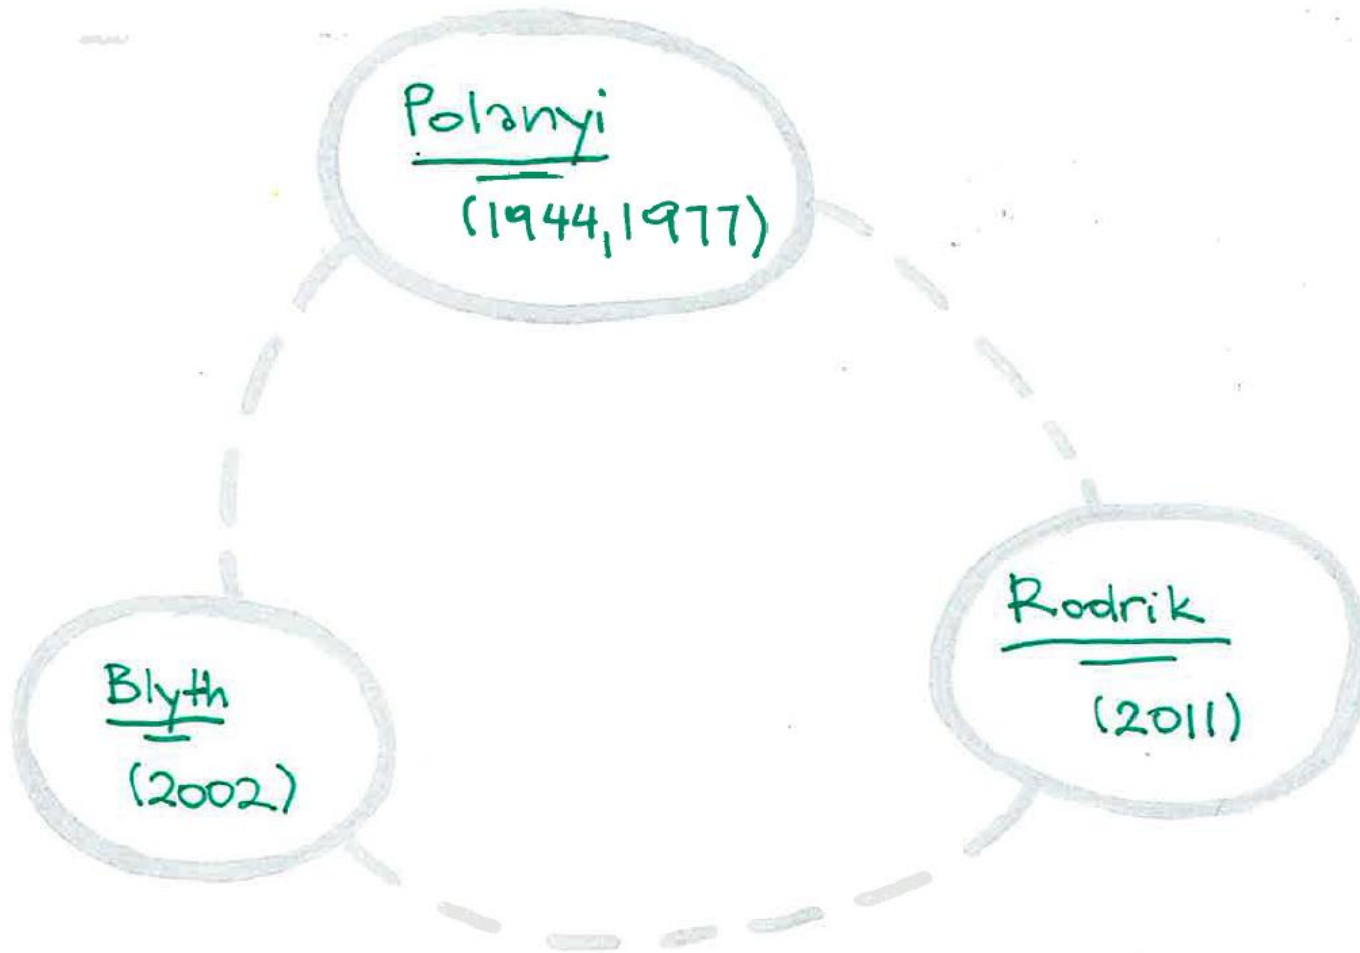 Polanyi
(1944, 1977)
Blyth
(2002)
Rodrik
(2011)